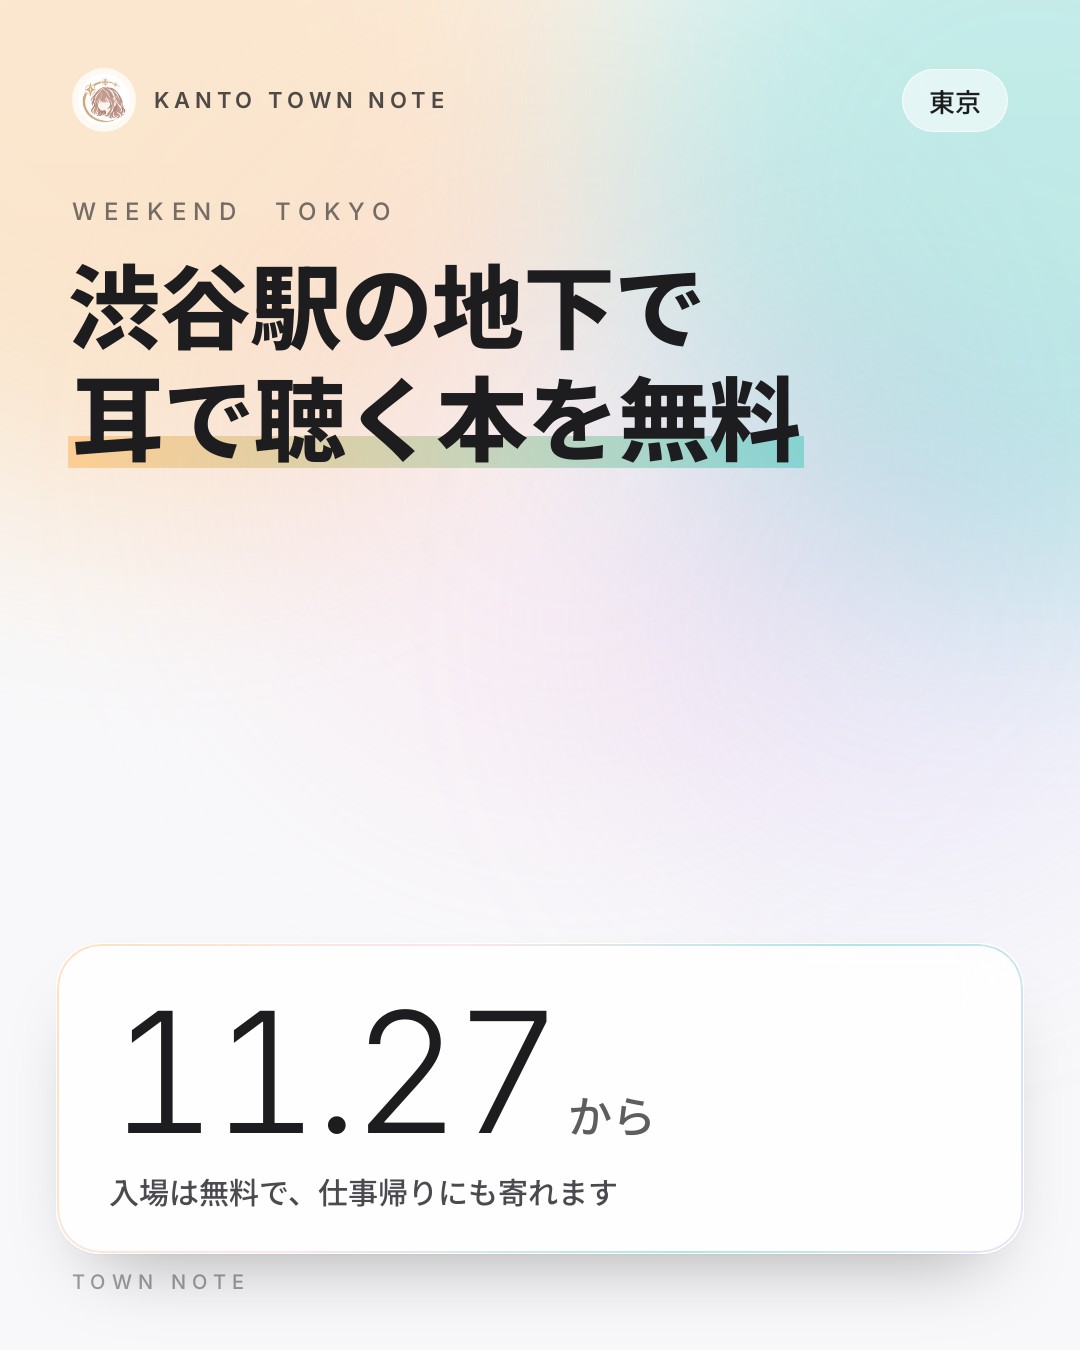 KANTO TOWN NOTE
東京
WEEKEND TOKYO
渋谷駅の地下で
耳で聴く本を無料
11.27 から
入場は無料で、仕事帰りにも寄れます
TOWN NOTE